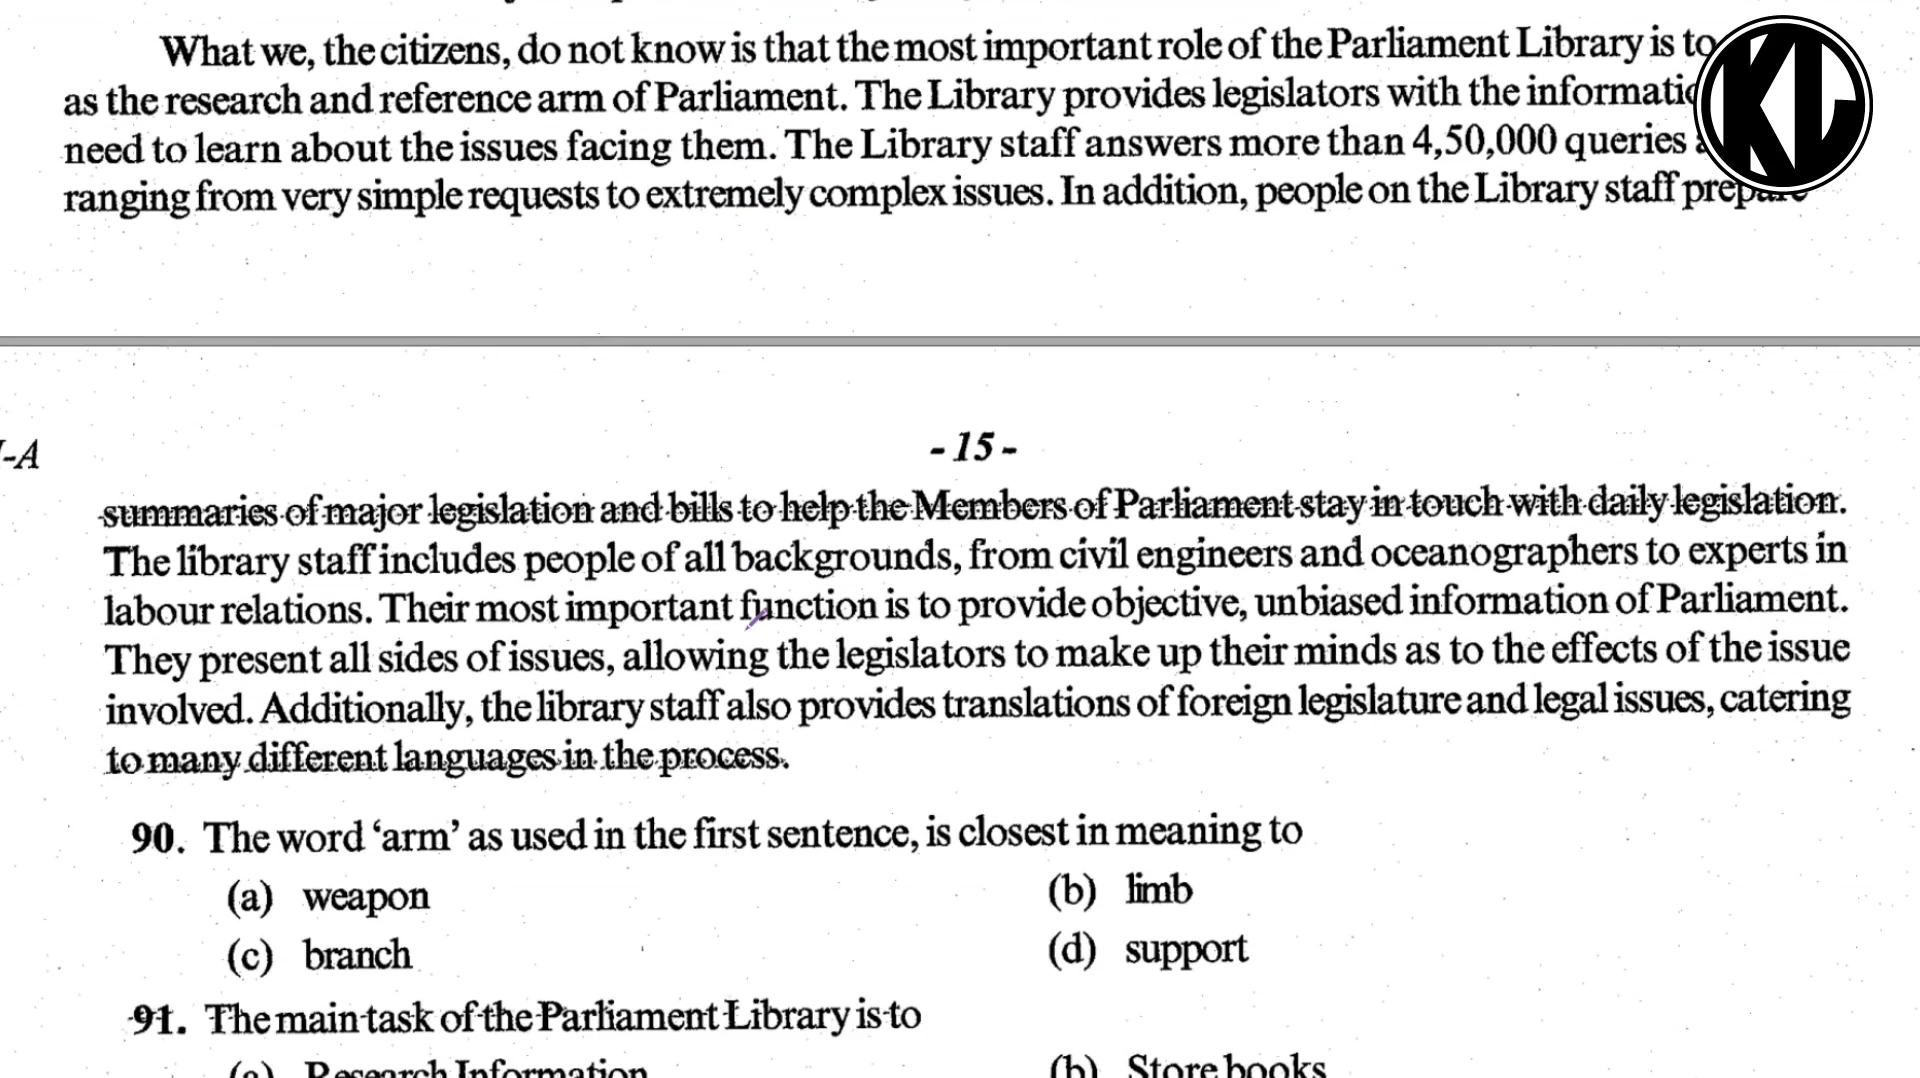 What we, the citizens, do not know is that the most important role of the Parliament Library is to
as the research and reference arm of Parliament. The Library provides legislators with the
need to learn about the issues facing them. The Library staff answers more than 4,50,000 queries
ranging from very simple requests to extremely complex issues. In addition, people on the Library staff prepare
KL
-A
- 15 -
summaries of major legislation and bills to help the Members of Parliament stay in touch with daily legislation.
The library staff includes people of all backgrounds, from civil engineers and oceanographers to experts in
labour relations. Their most important function is to provide objective, unbiased information of Parliament.
They present all sides of issues, allowing the legislators to make up their minds as to the effects of the issue
involved. Additionally, the library staff also provides translations of foreign legislature and legal issues, catering
to many different languages in the process.
90. The word ‘arm’ as used in the first sentence, is closest in meaning to
(a) weapon (b) limb
(c) branch (d) support
91. The main task of the Parliament Library is to
(a) Research Information (b) Store books